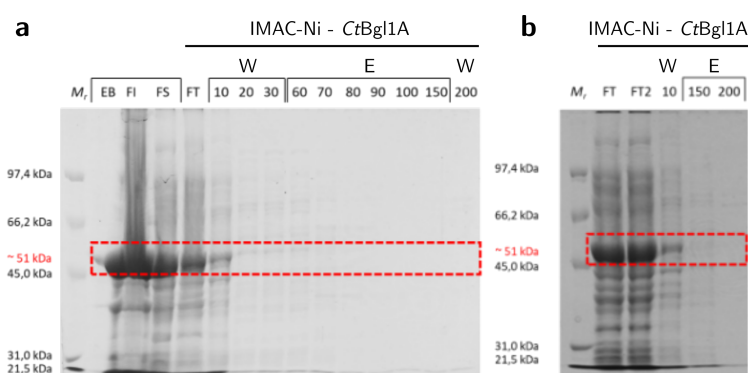 a
IMAC-Ni - CtBgl1A
W E W
Mr EB FI FS FT 10 20 30 60 70 80 90 100 150 200
97,4 kDa
66,2 kDa
~ 51 kDa
45,0 kDa
31,0 kDa
21,5 kDa
b
IMAC-Ni - CtBgl1A
W E
Mr FT FT2 10 150 200
97,4 kDa
66,2 kDa
~ 51 kDa
45,0 kDa
31,0 kDa
21,5 kDa